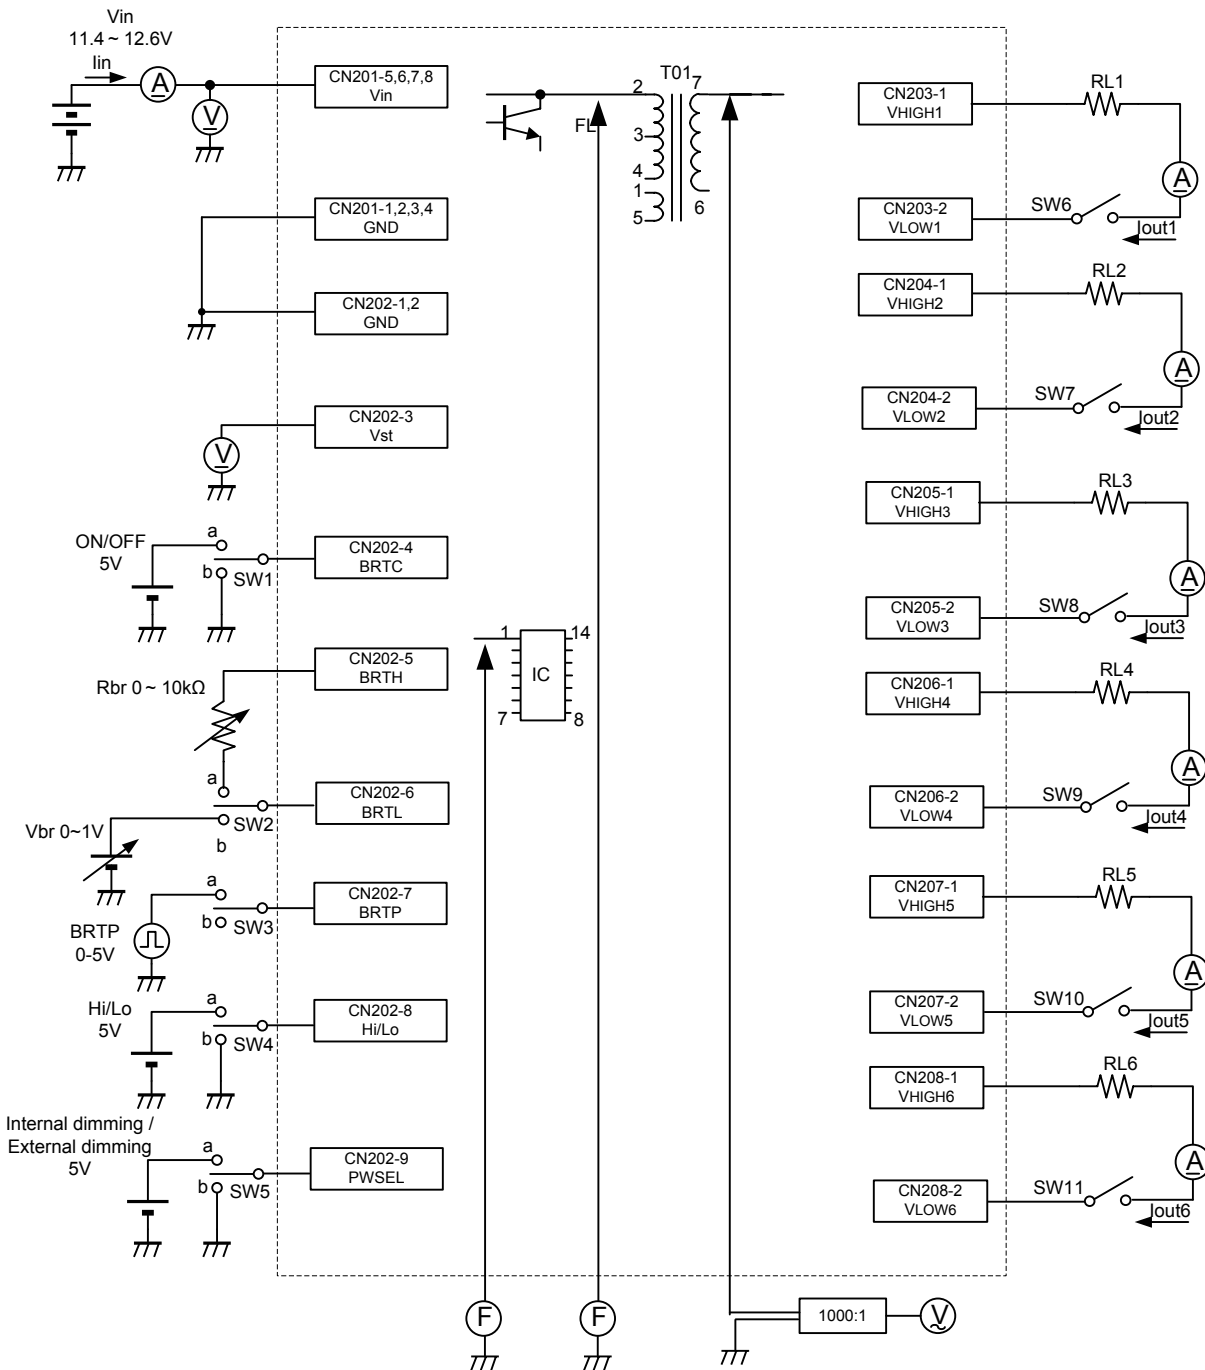 Vin
11.4 ~ 12.6V
Iin
A
V
CN201-5,6,7,8
Vin
CN201-1,2,3,4
GND
CN202-1,2
GND
CN202-3
Vst
V
ON/OFF
5V
a
b
SW1
CN202-4
BRTC
CN202-5
BRTH
Rbr 0 ~ 10kΩ
a
CN202-6
BRTL
SW2
Vbr 0~1V
b
CN202-7
BRTP
a
b
SW3
BRTP
0-5V
CN202-8
Hi/Lo
Hi/Lo
5V
a
b
SW4
Internal dimming /
External dimming
5V
a
b
SW5
CN202-9
PWSEL
T01
2
7
FL
3
4
1
5
6
1
14
IC
7
8
F
F
1000:1
V
CN203-1
VHIGH1
RL1
A
CN203-2
VLOW1
SW6
Iout1
CN204-1
VHIGH2
RL2
A
CN204-2
VLOW2
SW7
Iout2
CN205-1
VHIGH3
RL3
A
CN205-2
VLOW3
SW8
Iout3
CN206-1
VHIGH4
RL4
A
CN206-2
VLOW4
SW9
Iout4
CN207-1
VHIGH5
RL5
A
CN207-2
VLOW5
SW10
Iout5
CN208-1
VHIGH6
RL6
A
CN208-2
VLOW6
SW11
Iout6